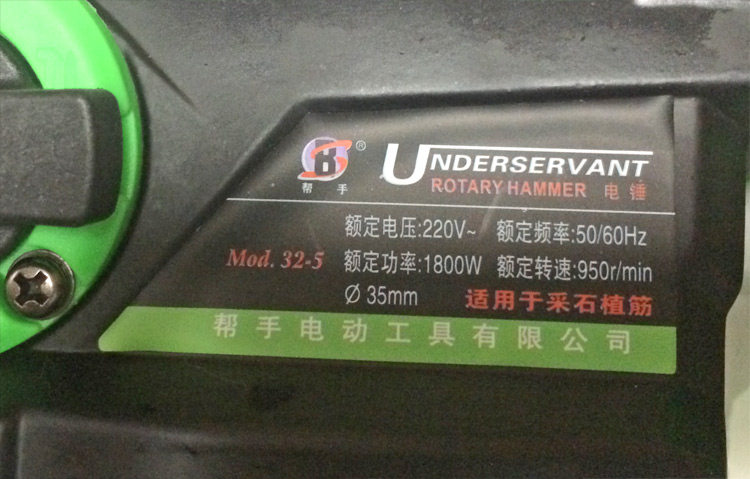 B ®
帮手
UNDERSERVANT
ROTARY HAMMER 电锤
额定电压:220V~ 额定频率:50/60Hz
Mod. 32-5 额定功率:1800W 额定转速:950r/min
Ø 35mm 适用于采石植筋
帮手电动工具有限公司